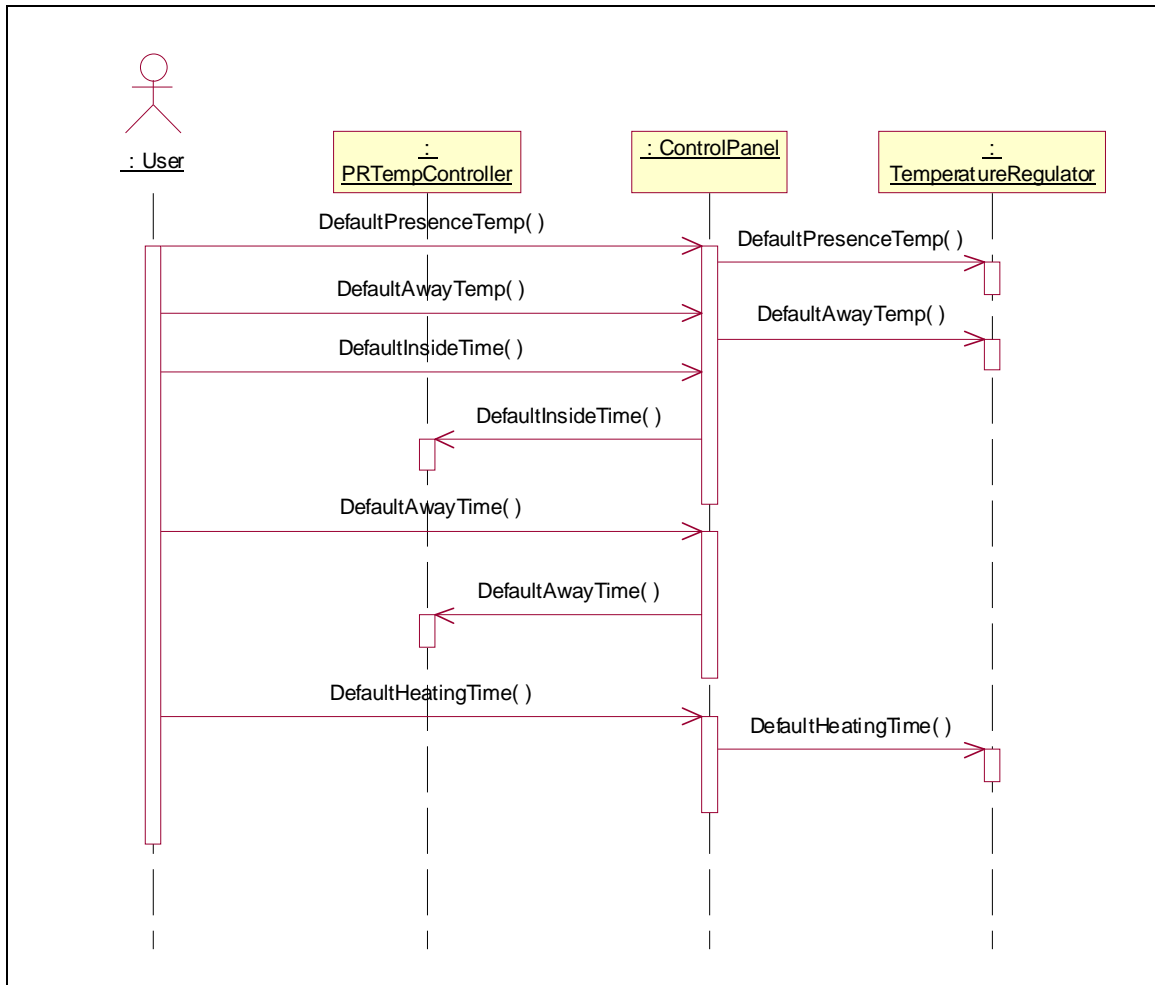 : User
:
PRTempController
: ControlPanel
:
TemperatureRegulator
DefaultPresenceTemp( )
DefaultPresenceTemp( )
DefaultAwayTemp( )
DefaultAwayTemp( )
DefaultInsideTime( )
DefaultInsideTime( )
DefaultAwayTime( )
DefaultAwayTime( )
DefaultHeatingTime( )
DefaultHeatingTime( )